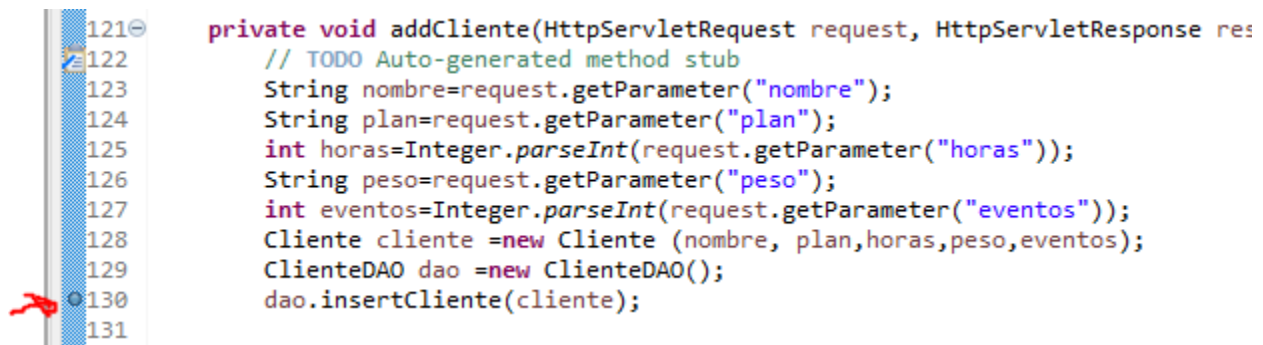 121 private void addCliente(HttpServletRequest request, HttpServletResponse res
122 // TODO Auto-generated method stub
123 String nombre=request.getParameter("nombre");
124 String plan=request.getParameter("plan");
125 int horas=Integer.parseInt(request.getParameter("horas"));
126 String peso=request.getParameter("peso");
127 int eventos=Integer.parseInt(request.getParameter("eventos"));
128 Cliente cliente =new Cliente (nombre, plan,horas,peso,eventos);
129 ClienteDAO dao =new ClienteDAO();
130 dao.insertCliente(cliente);
131